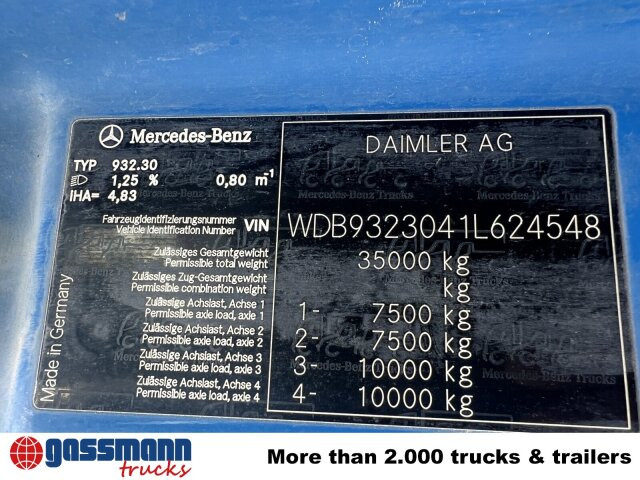 Mercedes-Benz
DAIMLER AG
TYP 932.30
1,25 % 0,80 m-1
IHA= 4,83
Fahrzeugidentifizierungsnummer
Vehicle Identification Number VIN WDB9323041L624548
Zulässiges Gesamtgewicht
Permissible total weight 35000 kg
Zulässiges Zug-Gesamtgewicht
Permissible combination weight kg
Zulässige Achslast, Achse 1
Permissible axle load, axle 1 1- 7500 kg
Zulässige Achslast, Achse 2
Permissible axle load, axle 2 2- 7500 kg
Zulässige Achslast, Achse 3
Permissible axle load, axle 3 3- 10000 kg
Zulässige Achslast, Achse 4
Permissible axle load, axle 4 4- 10000 kg
Made in Germany
Mercedes-Benz Trucks
gassmann
trucks
More than 2.000 trucks & trailers